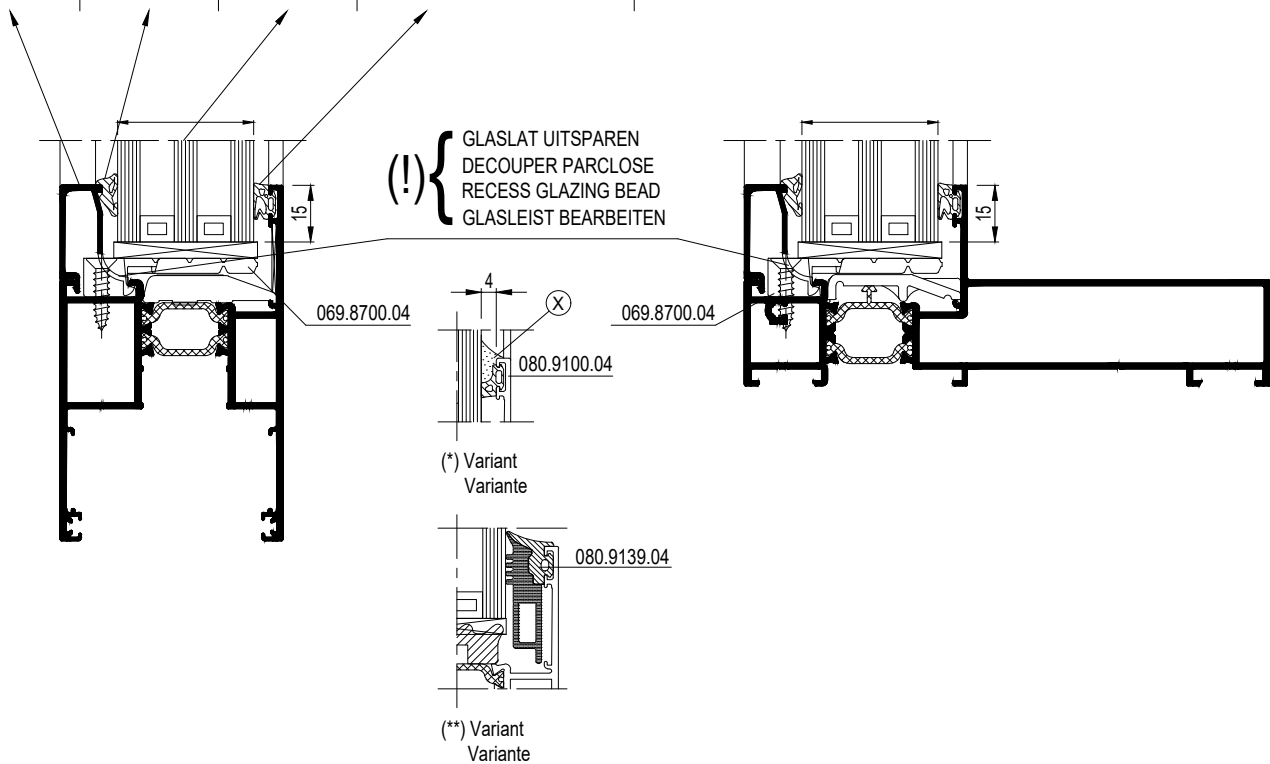 (!)
GLASLAT UITSPAREN
DECOUPER PARCLOSE
RECESS GLAZING BEAD
GLASLEIST BEARBEITEN
15
15
069.8700.04
069.8700.04
4
X
080.9100.04
(*) Variant
Variante
080.9139.04
(**) Variant
Variante